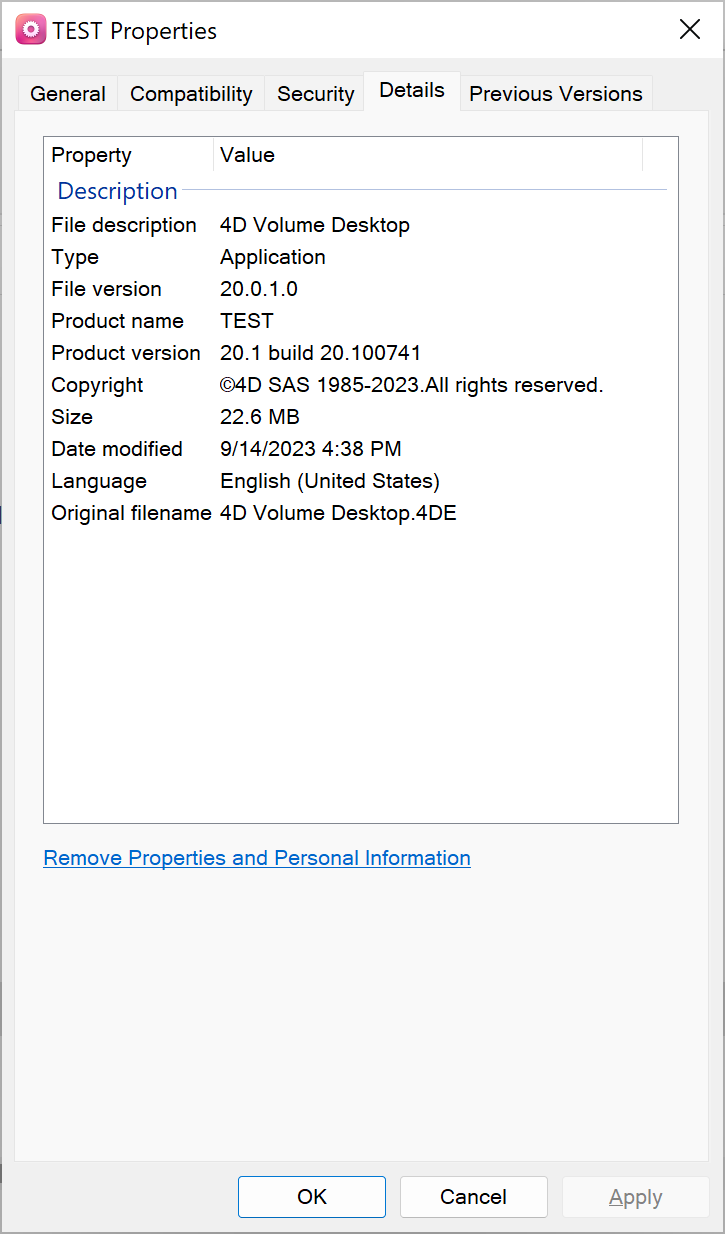 TEST Properties
General Compatibility Security Details Previous Versions
Property Value
Description
File description 4D Volume Desktop
Type Application
File version 20.0.1.0
Product name TEST
Product version 20.1 build 20.100741
Copyright ©4D SAS 1985-2023.All rights reserved.
Size 22.6 MB
Date modified 9/14/2023 4:38 PM
Language English (United States)
Original filename 4D Volume Desktop.4DE
Remove Properties and Personal Information
OK Cancel Apply